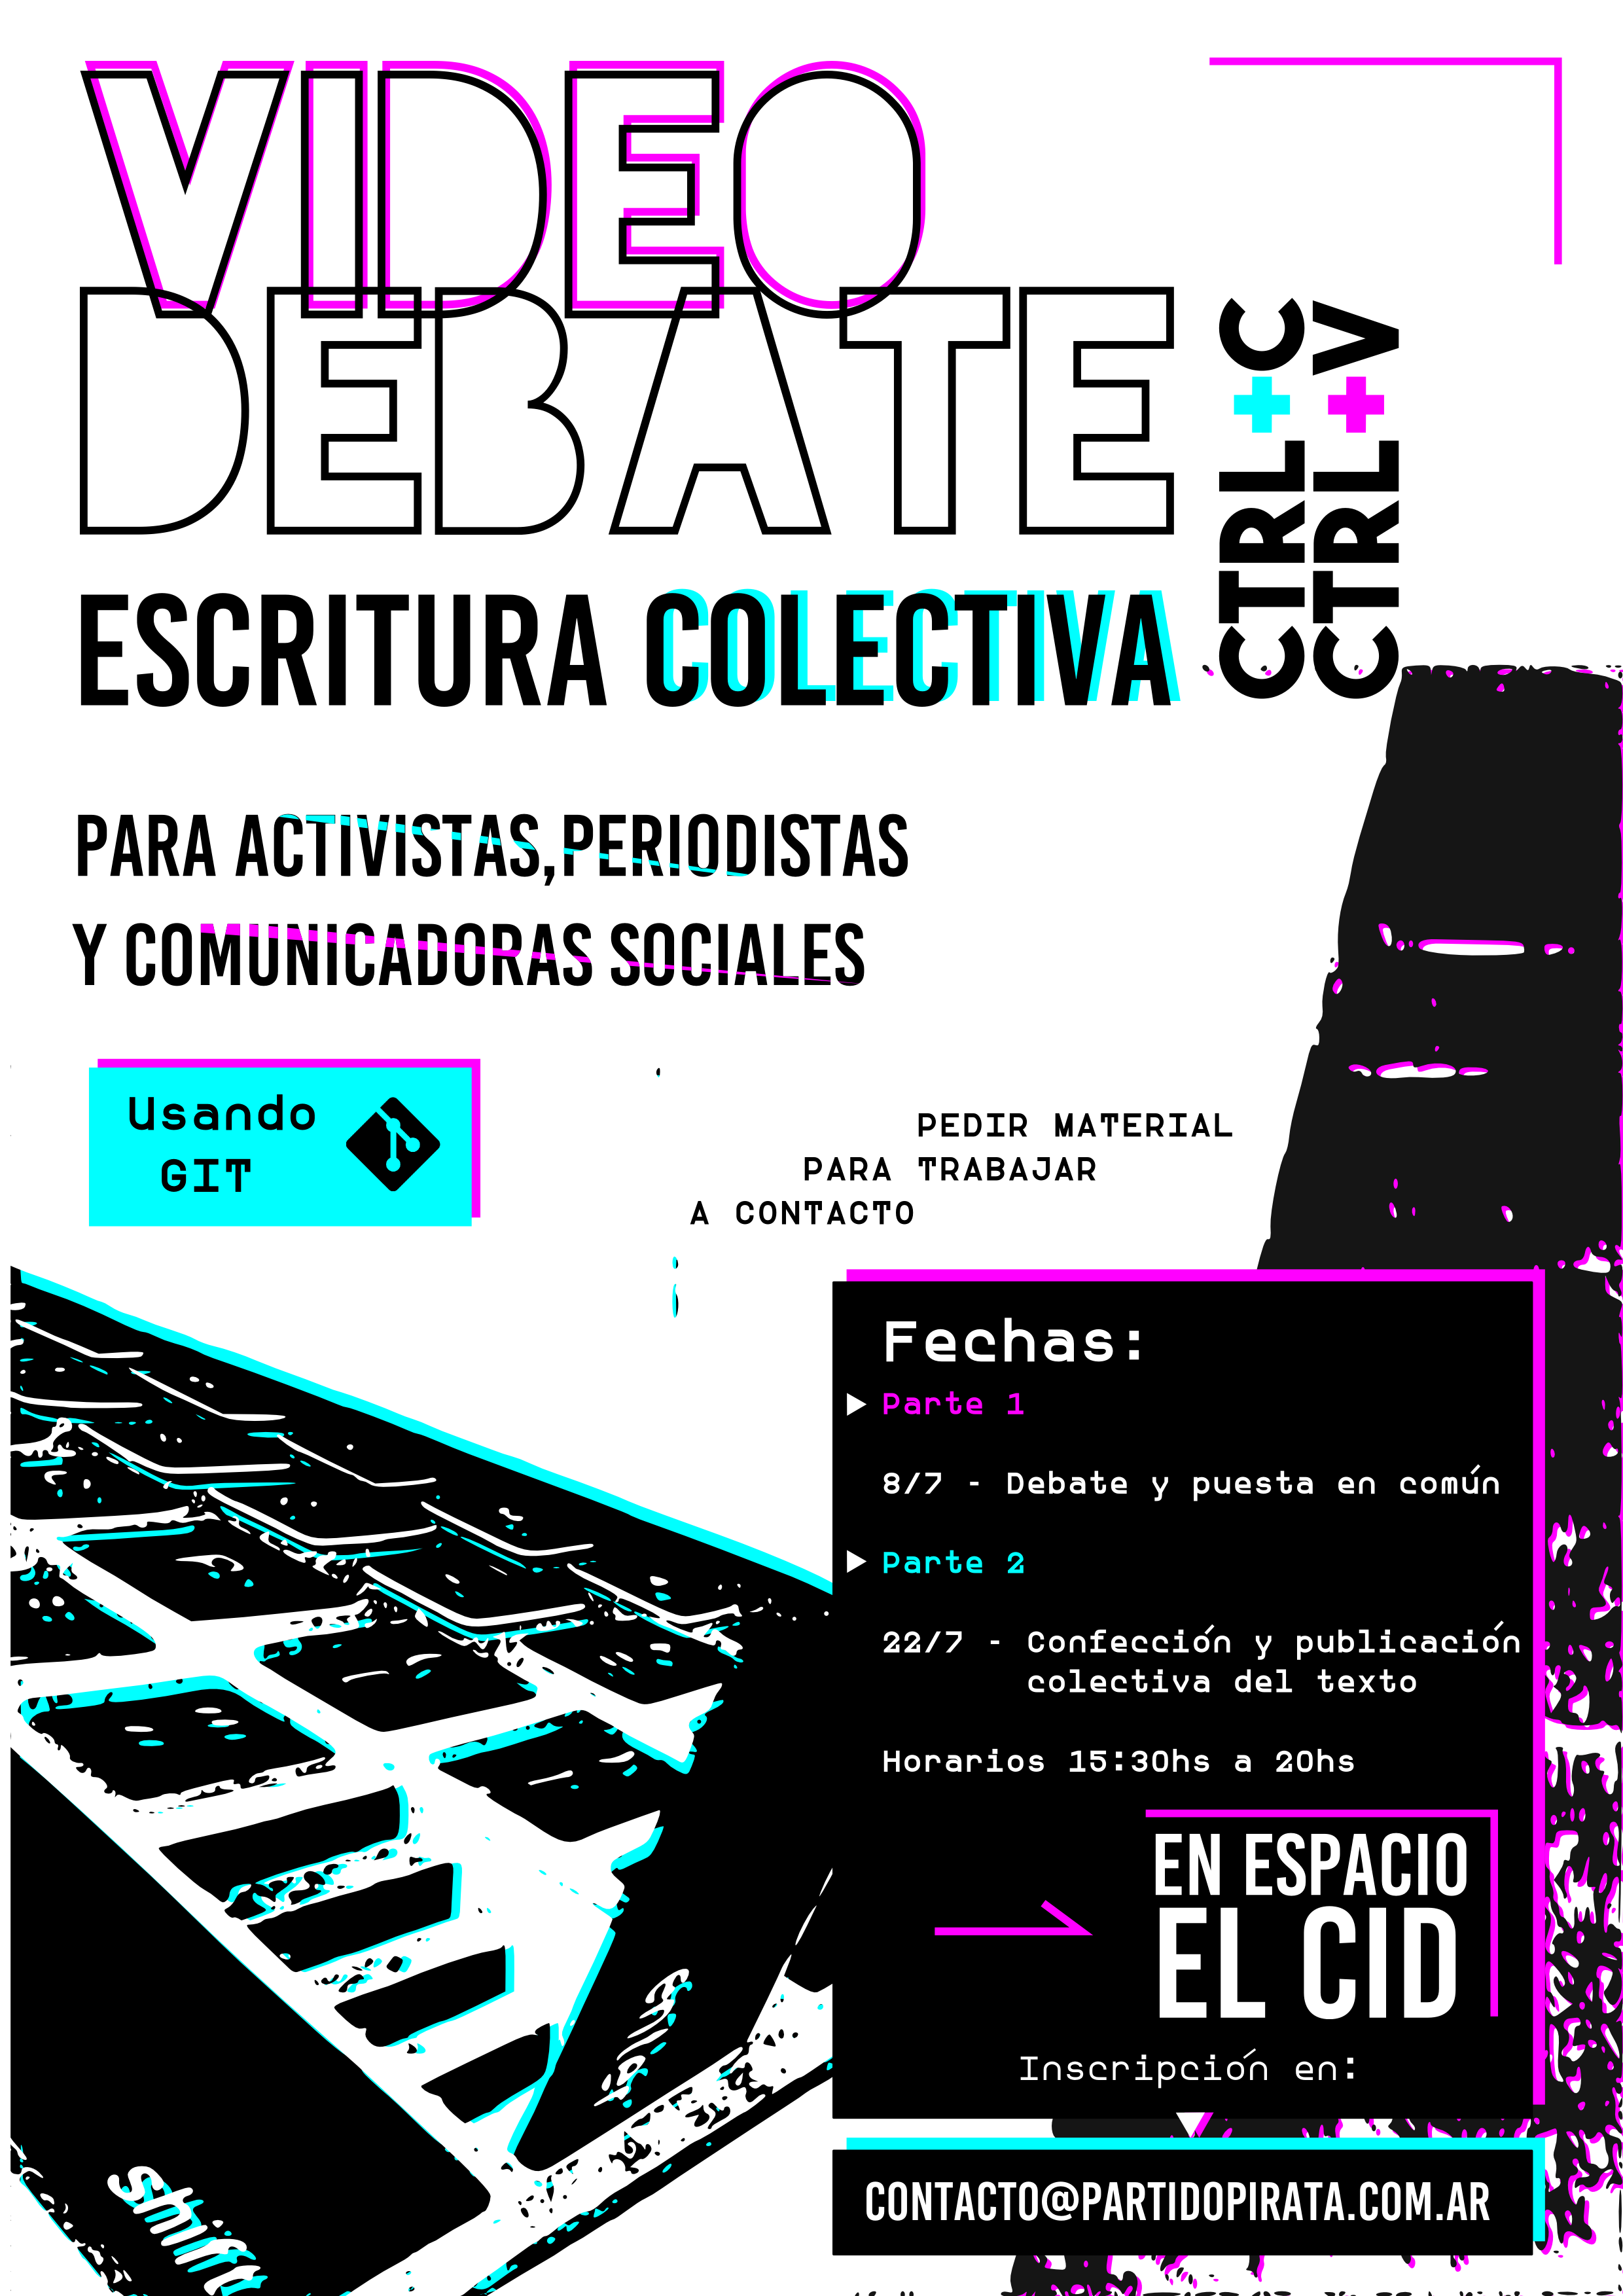 VIDEO
DEBATE
CTRL+C
CTRL+V
ESCRITURA COLECTIVA
PARA ACTIVISTAS, PERIODISTAS
Y COMUNICADORAS SOCIALES
Usando
GIT
PEDIR MATERIAL
PARA TRABAJAR
A CONTACTO
Fechas:
Parte 1
8/7 - Debate y puesta en común
Parte 2
22/7 - Confección y publicación
colectiva del texto
Horarios 15:30hs a 20hs
EN ESPACIO
EL CID
Inscripción en:
CONTACTO@PARTIDOPIRATA.COM.AR
shift